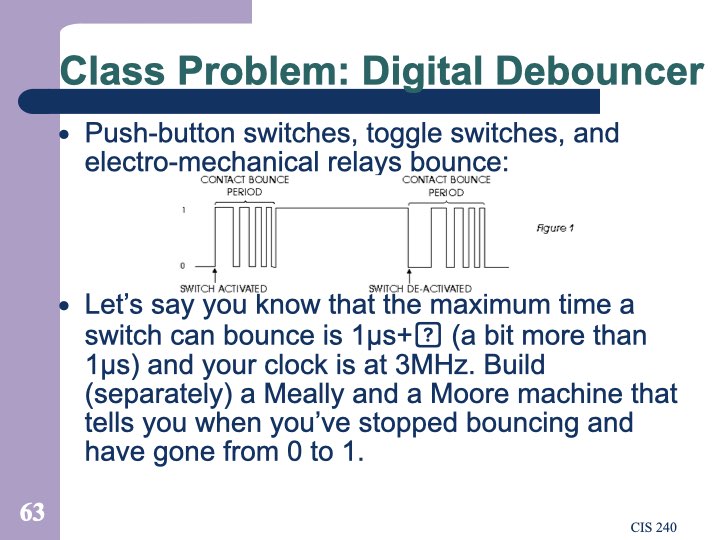 Class Problem: Digital Debouncer
• Push-button switches, toggle switches, and
electro-mechanical relays bounce:
CONTACT BOUNCE CONTACT BOUNCE
PERIOD PERIOD
1
Figure 1
0
SWITCH ACTIVATED SWITCH DE-ACTIVATED
• Let’s say you know that the maximum time a
switch can bounce is 1µs+⍰ (a bit more than
1µs) and your clock is at 3MHz. Build
(separately) a Meally and a Moore machine that
tells you when you’ve stopped bouncing and
have gone from 0 to 1.
63
CIS 240